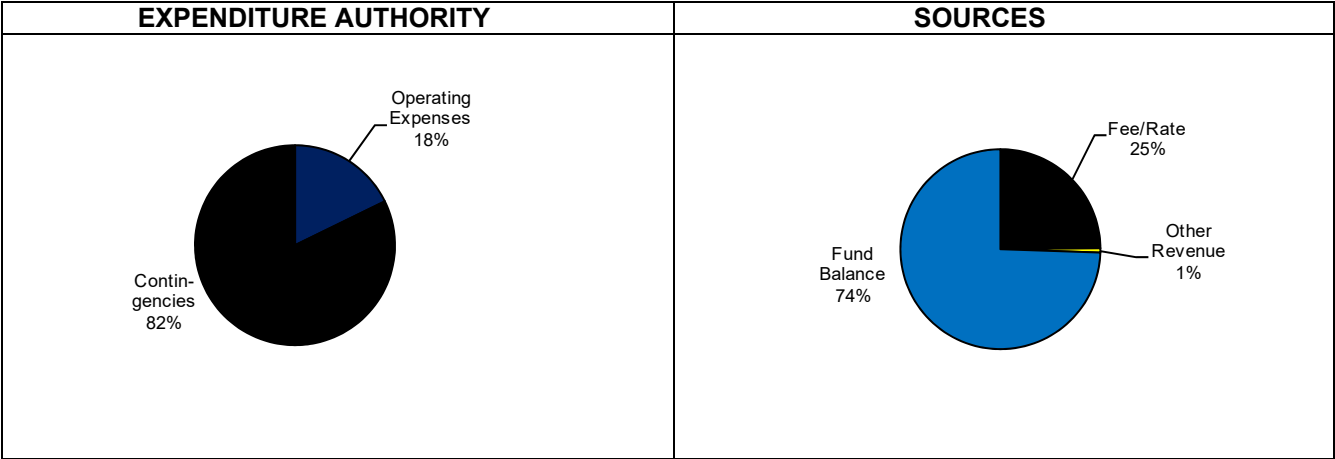 EXPENDITURE AUTHORITY
Operating
Expenses
18%
Contin-
gencies
82%
SOURCES
Fee/Rate
25%
Other
Revenue
1%
Fund
Balance
74%